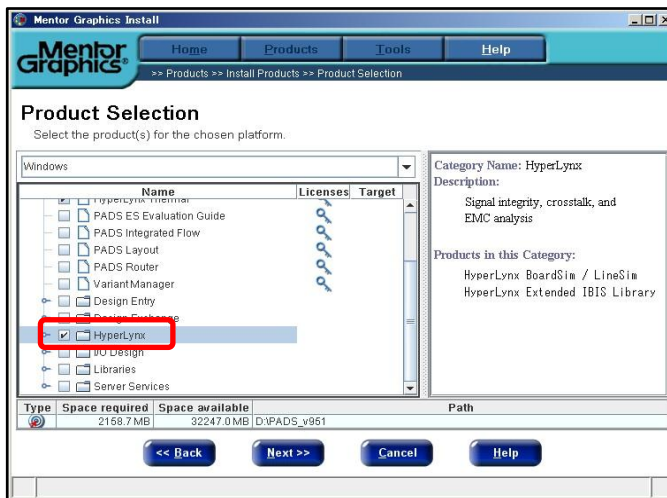 Mentor Graphics Install
Mentor Graphics®
Home Products Tools Help
>> Products >> Install Products >> Product Selection
Product Selection
Select the product(s) for the chosen platform.
Windows
Name Licenses Target
HyperLynx Thermal
PADS ES Evaluation Guide
PADS Integrated Flow
PADS Layout
PADS Router
Variant Manager
Design Entry
Design Exchange
HyperLynx
I/O Design
Libraries
Server Services
Category Name: HyperLynx
Description:
Signal integrity, crosstalk, and
EMC analysis
Products in this Category:
HyperLynx BoardSim / LineSim
HyperLynx Extended IBIS Library
Type Space required Space available Path
2158.7 MB 32247.0 MB D:\PADS_v951
<< Back Next >> Cancel Help